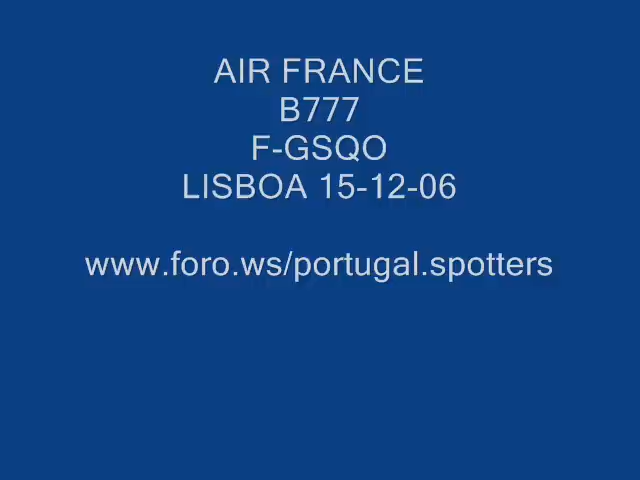 AIR FRANCE
B777
F-GSQO
LISBOA 15-12-06
www.foro.ws/portugal.spotters